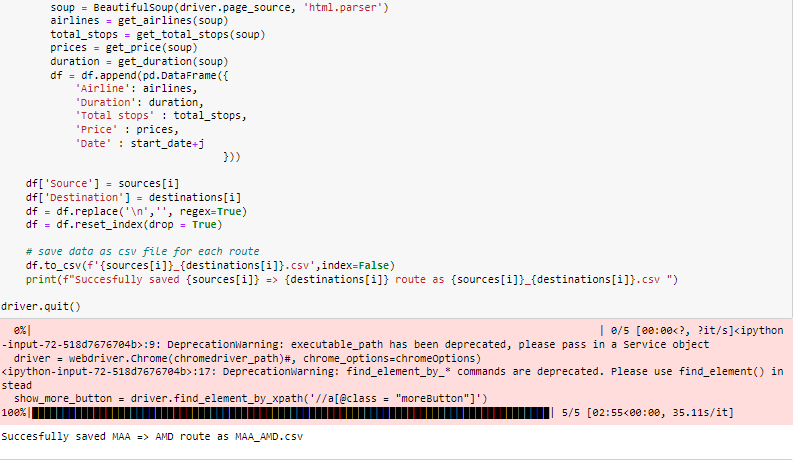 soup = BeautifulSoup(driver.page_source, 'html.parser')
airlines = get_airlines(soup)
total_stops = get_total_stops(soup)
prices = get_price(soup)
duration = get_duration(soup)
df = df.append(pd.DataFrame({
'Airline': airlines,
'Duration': duration,
'Total stops' : total_stops,
'Price' : prices,
'Date' : start_date+j
}))
df['Source'] = sources[i]
df['Destination'] = destinations[i]
df = df.replace('\n','', regex=True)
df = df.reset_index(drop = True)
# save data as csv file for each route
df.to_csv(f'{sources[i]}_{destinations[i]}.csv',index=False)
print(f"Succesfully saved {sources[i]} => {destinations[i]} route as {sources[i]}_{destinations[i]}.csv ")
driver.quit()
0%| | 0/5 [00:00<?, ?it/s]<ipython
-input-72-518d7676704b>:9: DeprecationWarning: executable_path has been deprecated, please pass in a Service object
driver = webdriver.Chrome(chromedriver_path)#, chrome_options=chromeOptions)
<ipython-input-72-518d7676704b>:17: DeprecationWarning: find_element_by_* commands are deprecated. Please use find_element() in
stead
show_more_button = driver.find_element_by_xpath('//a[@class = "moreButton"]')
100%| | 5/5 [02:55<00:00, 35.11s/it]
Succesfully saved MAA => AMD route as MAA_AMD.csv